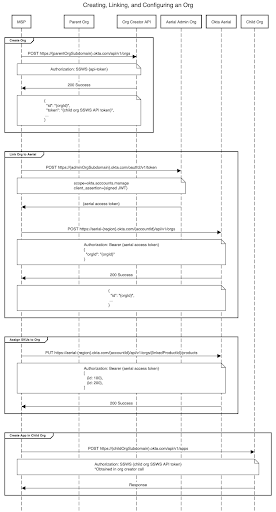 Creating, Linking, and Configuring an Org
MSP
Parent Org
Org Creator API
Aerial Admin Org
Okta Aerial
Child Org
Create Org
POST https://{parentOrgSubdomain}.okta.com/api/v1/orgs
Authorization: SSWS {api-token}
200 Success
{
"id": "{orgId}",
"token": "{child org SSWS API token}",
...
}
Link Org to Aerial
POST https://{adminOrgSubdomain}.okta.com/oauth2/v1/token
scope=okta.accounts.manage
client_assertion={signed JWT}
{aerial access token}
POST https://aerial-{region}.okta.com/{accountId}/api/v1/orgs
Authorization: Bearer {aerial access token}
{
"orgId": "{orgId}"
}
200 Success
{
"id": "{orgId}",
...
}
Assign SKUs to Org
PUT https://aerial-{region}.okta.com/{accountId}/api/v1/orgs/{linkedProductId}/products
Authorization: Bearer {aerial access token}
[
{id: 100},
{id: 200},
]
200 Success
Create App in Child Org
POST https://{childOrgSubdomain}.okta.com/api/v1/apps
Authorization: SSWS {child org SSWS API token}
*Obtained in org creator call
Response